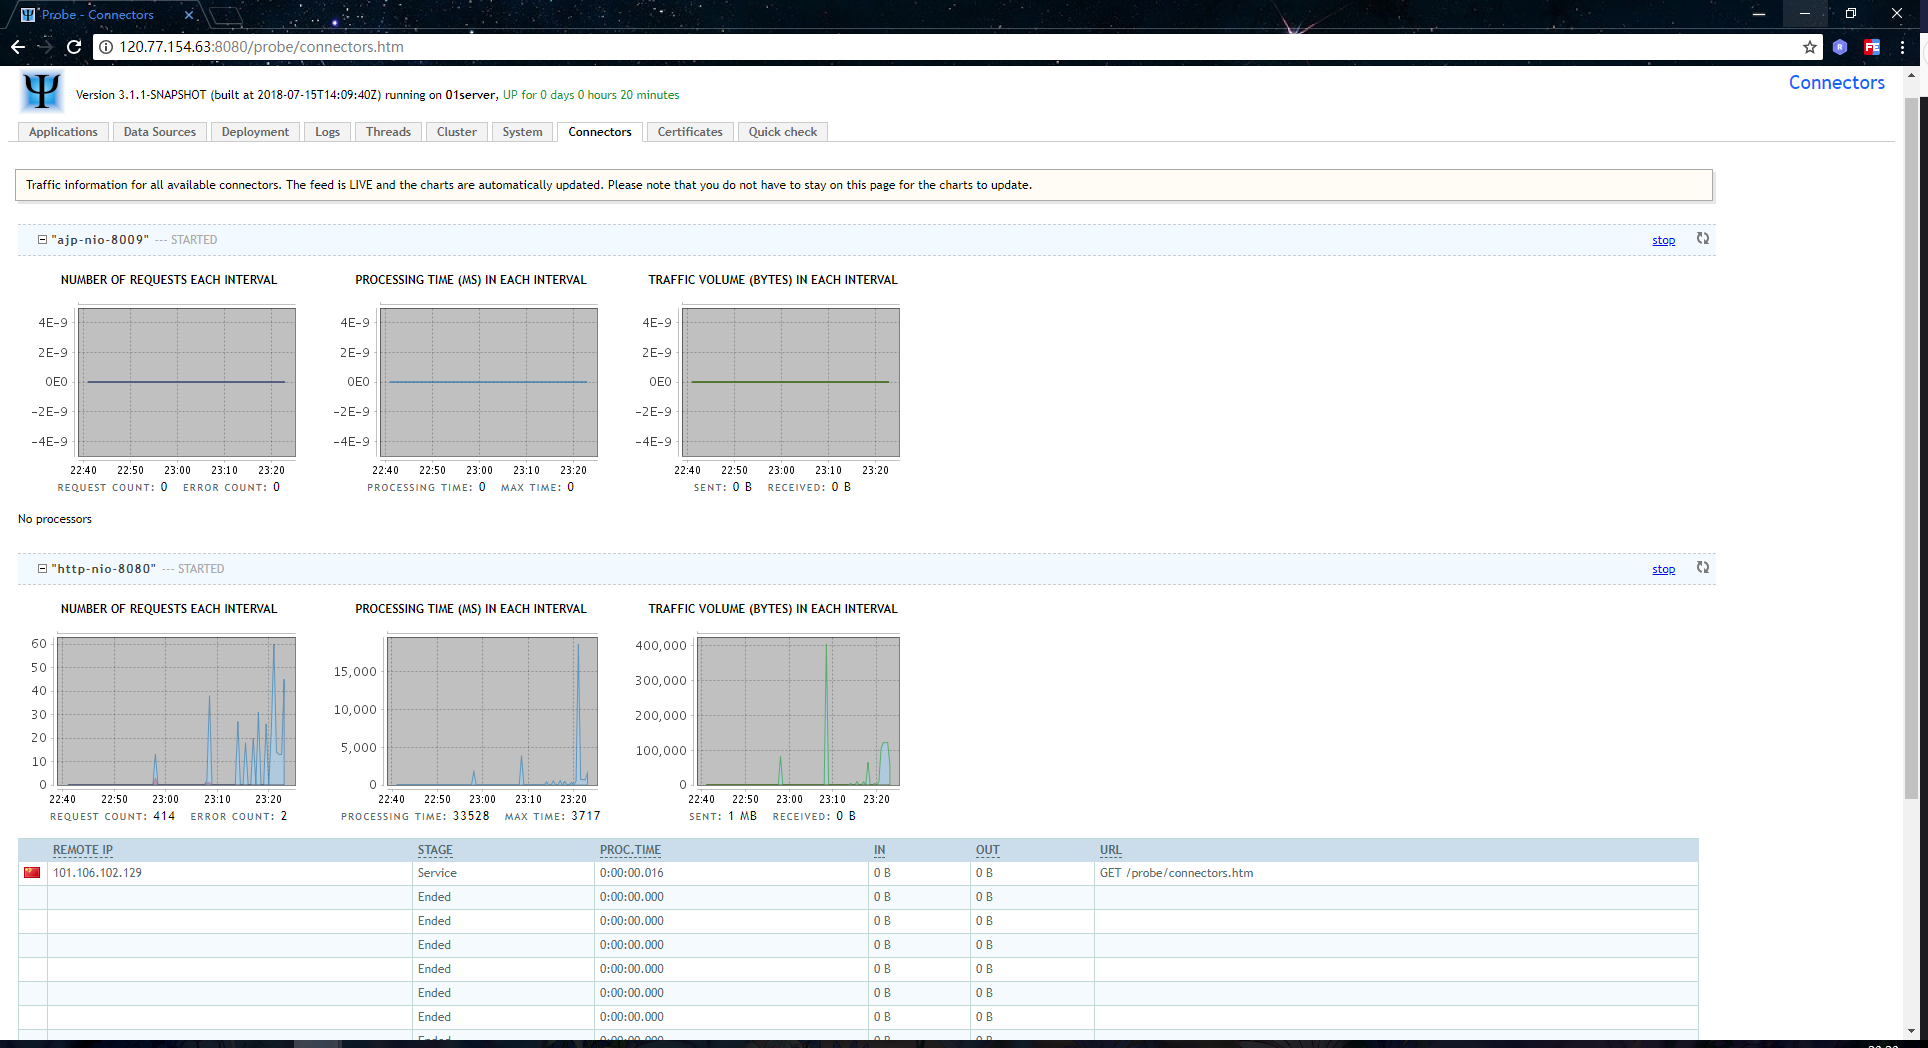 Probe - Connectors
120.77.154.63:8080/probe/connectors.htm
Connectors
Version 3.1.1-SNAPSHOT (built at 2018-07-15T14:09:40Z) running on 01server, UP for 0 days 0 hours 20 minutes
Applications Data Sources Deployment Logs Threads Cluster System Connectors Certificates Quick check
Traffic information for all available connectors. The feed is LIVE and the charts are automatically updated. Please note that you do not have to stay on this page for the charts to update.
"ajp-nio-8009" --- STARTED stop
NUMBER OF REQUESTS EACH INTERVAL PROCESSING TIME (MS) IN EACH INTERVAL TRAFFIC VOLUME (BYTES) IN EACH INTERVAL
4E-9 4E-9 4E-9
2E-9 2E-9 2E-9
0E0 0E0 0E0
-2E-9 -2E-9 -2E-9
-4E-9 -4E-9 -4E-9
22:40 22:50 23:00 23:10 23:20 22:40 22:50 23:00 23:10 23:20 22:40 22:50 23:00 23:10 23:20
REQUEST COUNT: 0 ERROR COUNT: 0 PROCESSING TIME: 0 MAX TIME: 0 SENT: 0 B RECEIVED: 0 B
No processors
"http-nio-8080" --- STARTED stop
NUMBER OF REQUESTS EACH INTERVAL PROCESSING TIME (MS) IN EACH INTERVAL TRAFFIC VOLUME (BYTES) IN EACH INTERVAL
60
50
40
30
20
10
0
22:40 22:50 23:00 23:10 23:20
15,000
10,000
5,000
0
22:40 22:50 23:00 23:10 23:20
400,000
300,000
200,000
100,000
0
22:40 22:50 23:00 23:10 23:20
REQUEST COUNT: 414 ERROR COUNT: 2 PROCESSING TIME: 33528 MAX TIME: 3717 SENT: 1 MB RECEIVED: 0 B
REMOTE IP STAGE PROC.TIME IN OUT URL
101.106.102.129 Service 0:00:00.016 0 B 0 B GET /probe/connectors.htm
Ended 0:00:00.000 0 B 0 B
Ended 0:00:00.000 0 B 0 B
Ended 0:00:00.000 0 B 0 B
Ended 0:00:00.000 0 B 0 B
Ended 0:00:00.000 0 B 0 B
Ended 0:00:00.000 0 B 0 B